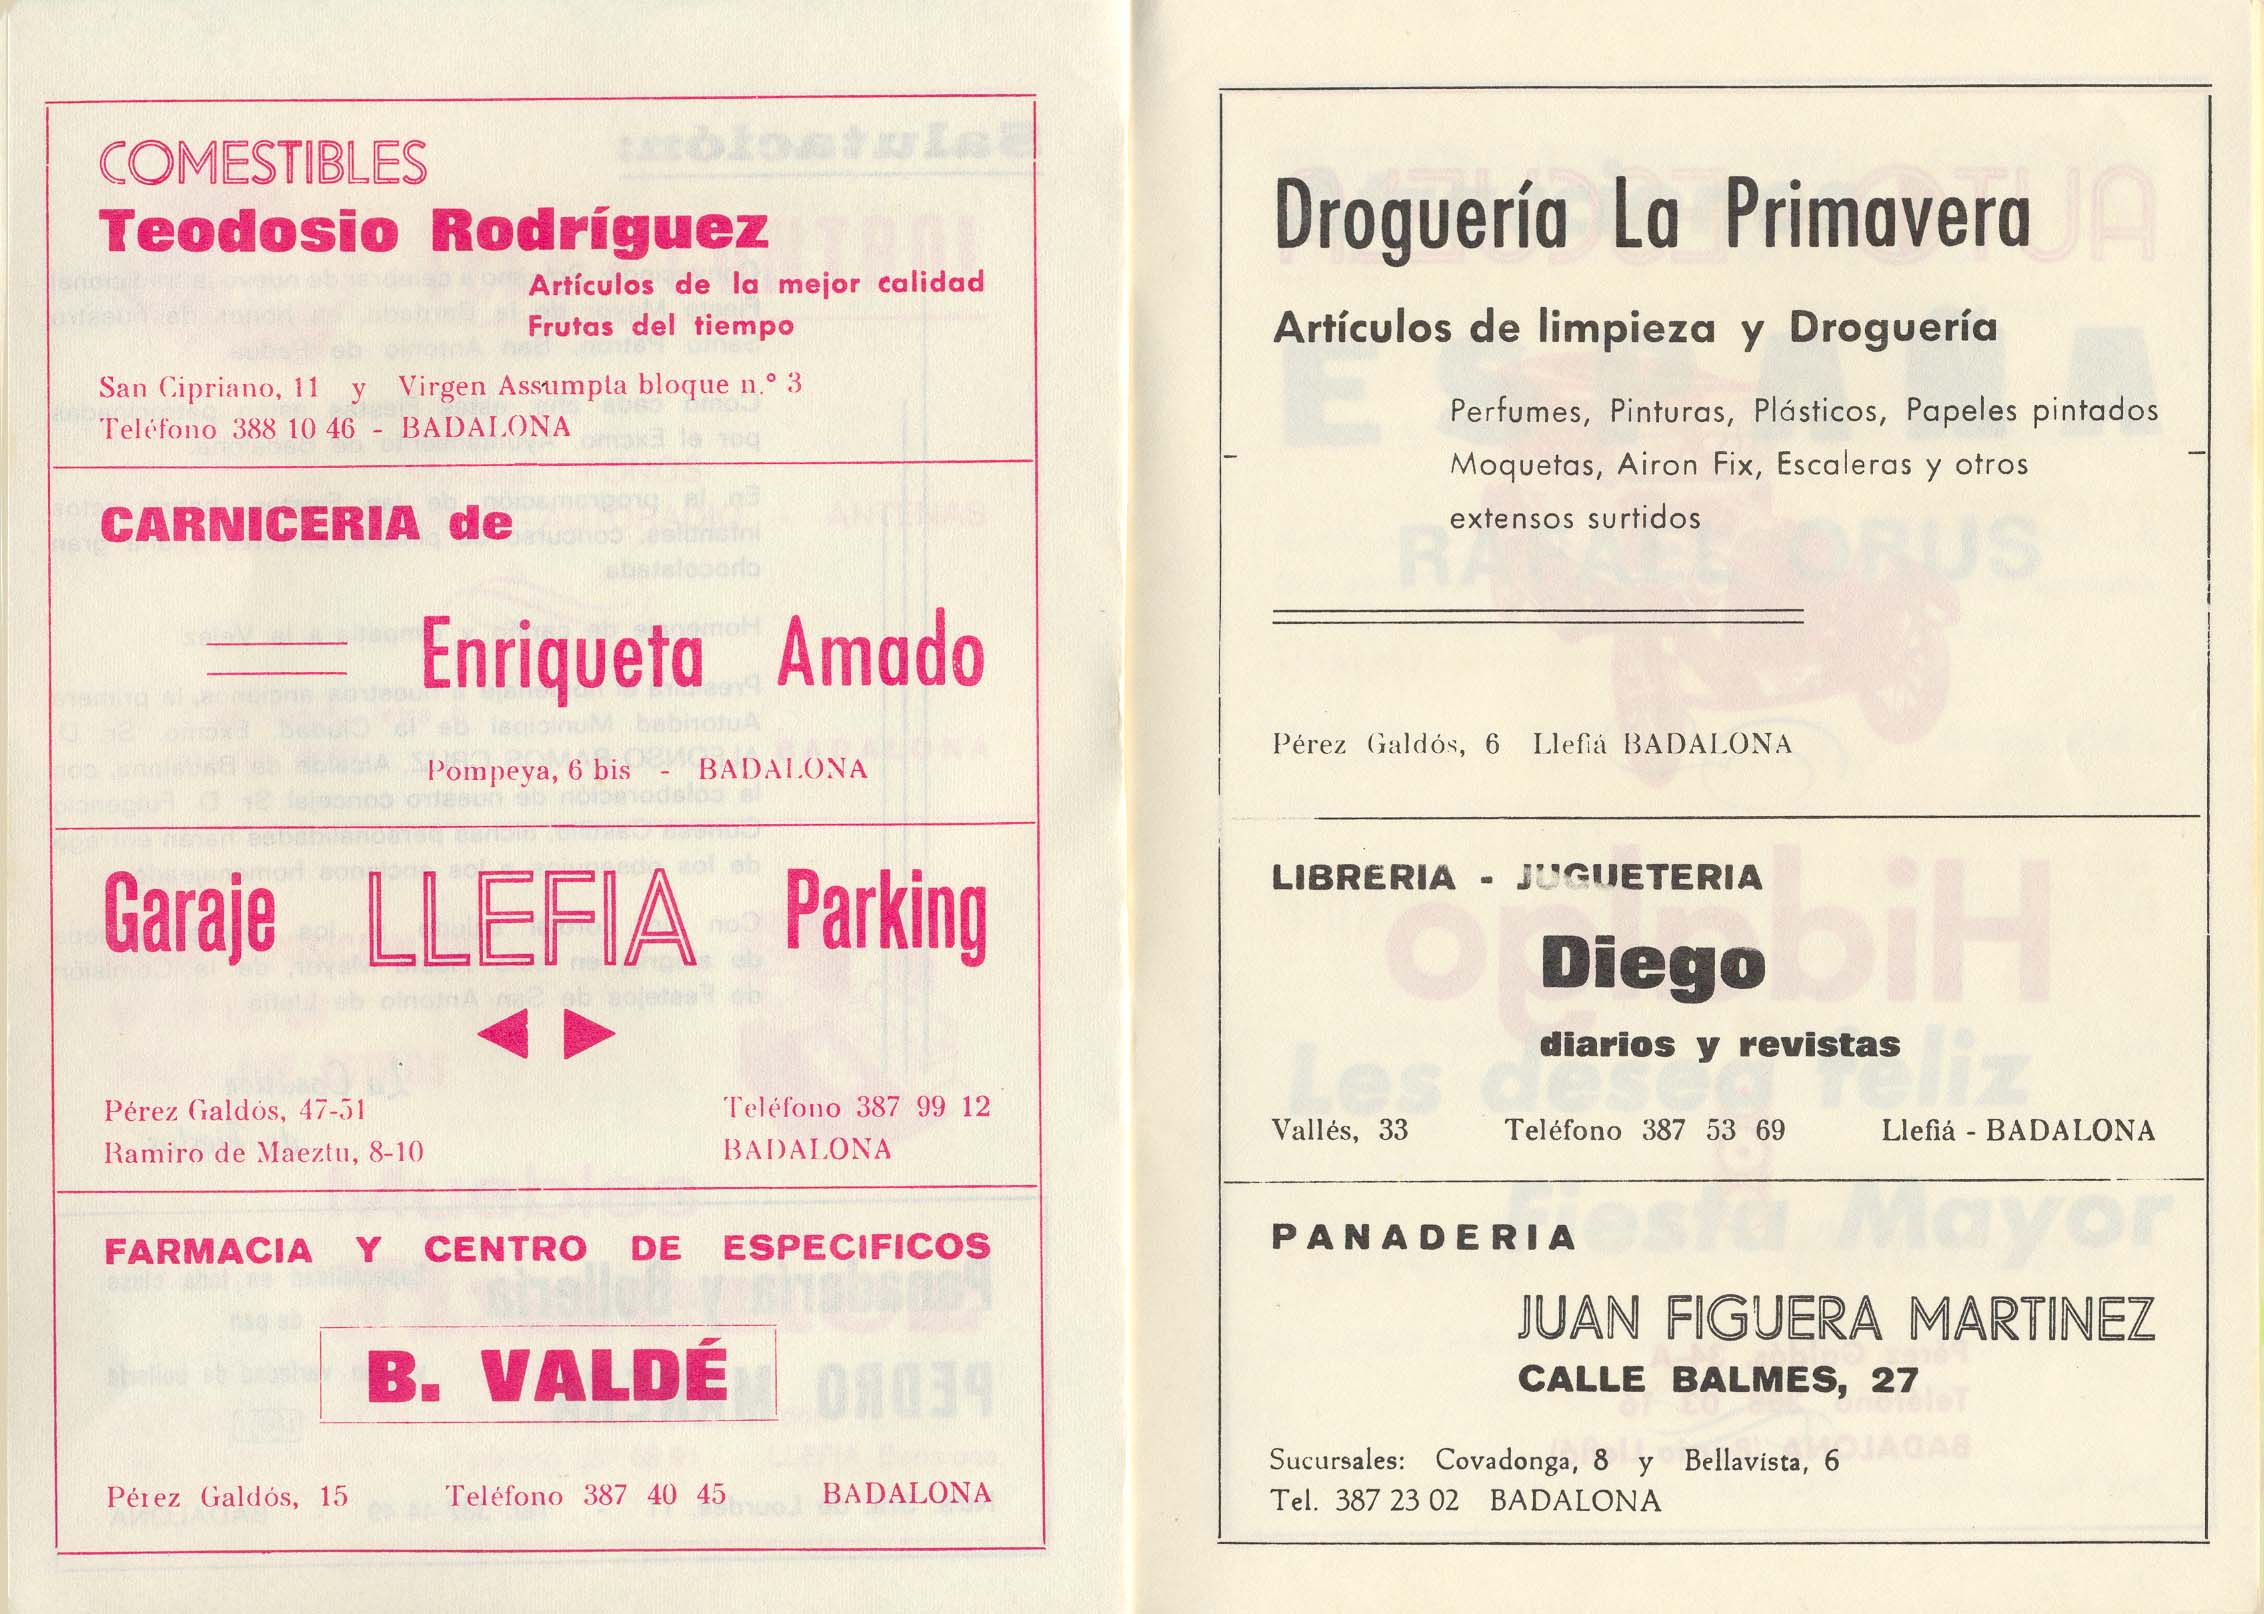 COMESTIBLES
Teodosio Rodríguez
Artículos de la mejor calidad
Frutas del tiempo
San Cipriano, 11 y Virgen Assumpta bloque n.º 3
Teléfono 388 10 46 - BADALONA
CARNICERIA de
Enriqueta Amado
Pompeya, 6 bis - BADALONA
Garaje LLEFIA Parking
Pérez Galdós, 47-51 Teléfono 387 99 12
Ramiro de Maeztu, 8-10 BADALONA
FARMACIA Y CENTRO DE ESPECIFICOS
B. VALDÉ
Pérez Galdós, 15 Teléfono 387 40 45 BADALONA
Droguería La Primavera
Artículos de limpieza y Droguería
Perfumes, Pinturas, Plásticos, Papeles pintados
Moquetas, Airon Fix, Escaleras y otros
extensos surtidos
Pérez Galdós, 6 Llefiá BADALONA
LIBRERIA - JUGUETERIA
Diego
diarios y revistas
Vallés, 33 Teléfono 387 53 69 Llefiá - BADALONA
PANADERIA
JUAN FIGUERA MARTINEZ
CALLE BALMES, 27
Sucursales: Covadonga, 8 y Bellavista, 6
Tel. 387 23 02 BADALONA